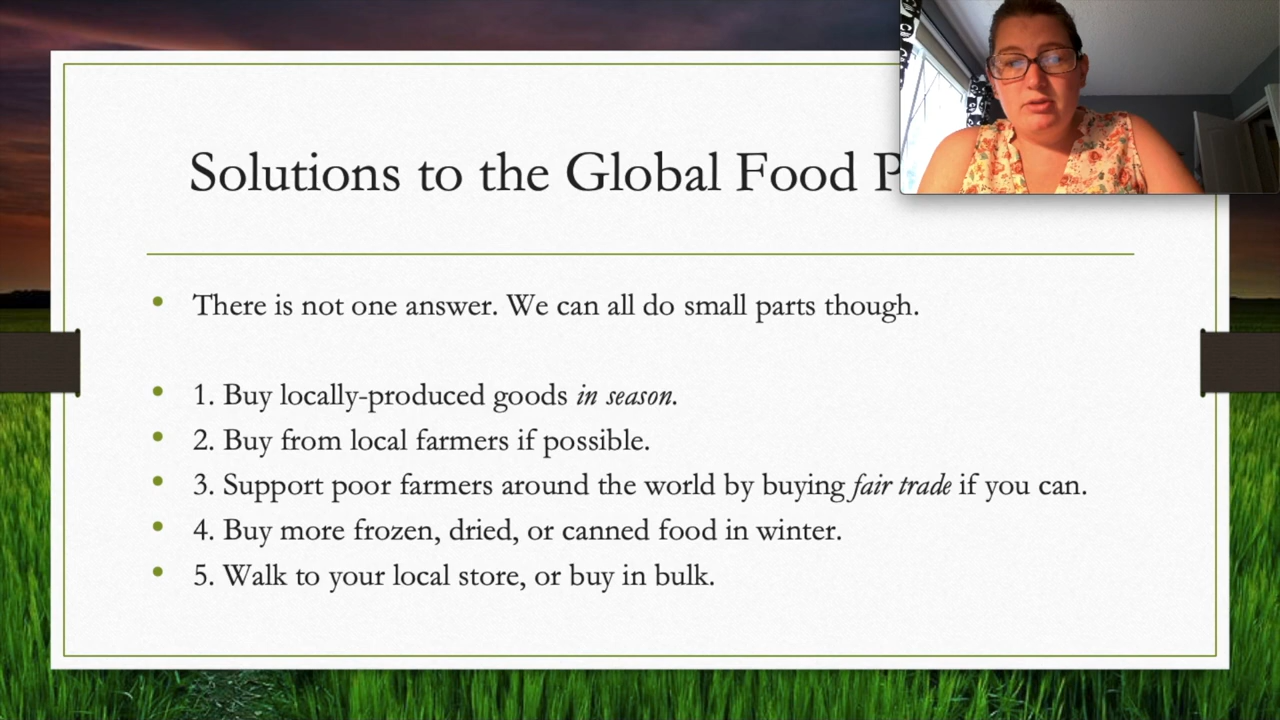 Solutions to the Global Food
There is not one answer. We can all do small parts though.
1. Buy locally-produced goods in season.
2. Buy from local farmers if possible.
3. Support poor farmers around the world by buying fair trade if you can.
4. Buy more frozen, dried, or canned food in winter.
5. Walk to your local store, or buy in bulk.